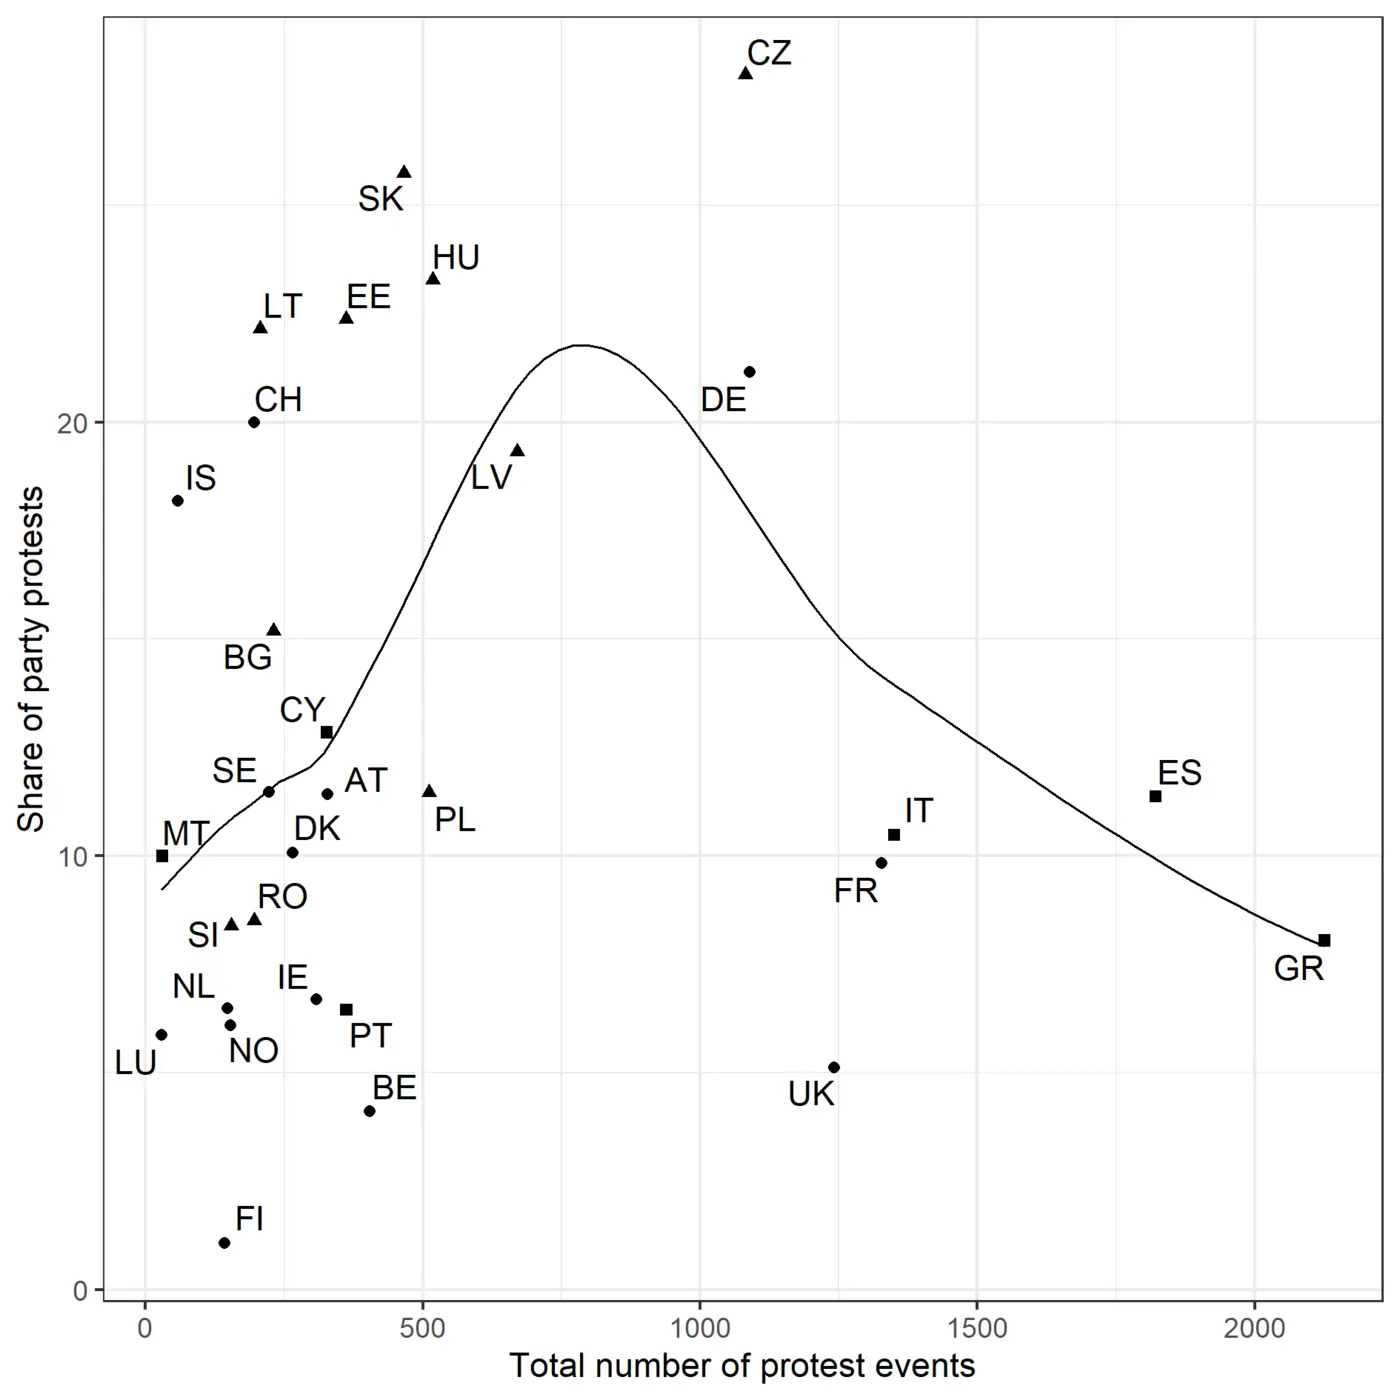 CZ
SK
HU
LT
EE
CH
DE
20
IS
LV
BG
CY
SE
AT
ES
PL
IT
MT
DK
10
FR
RO
SI
GR
IE
NL
PT
NO
LU
BE
UK
FI
0
Share of party protests
0 500 1000 1500 2000
Total number of protest events